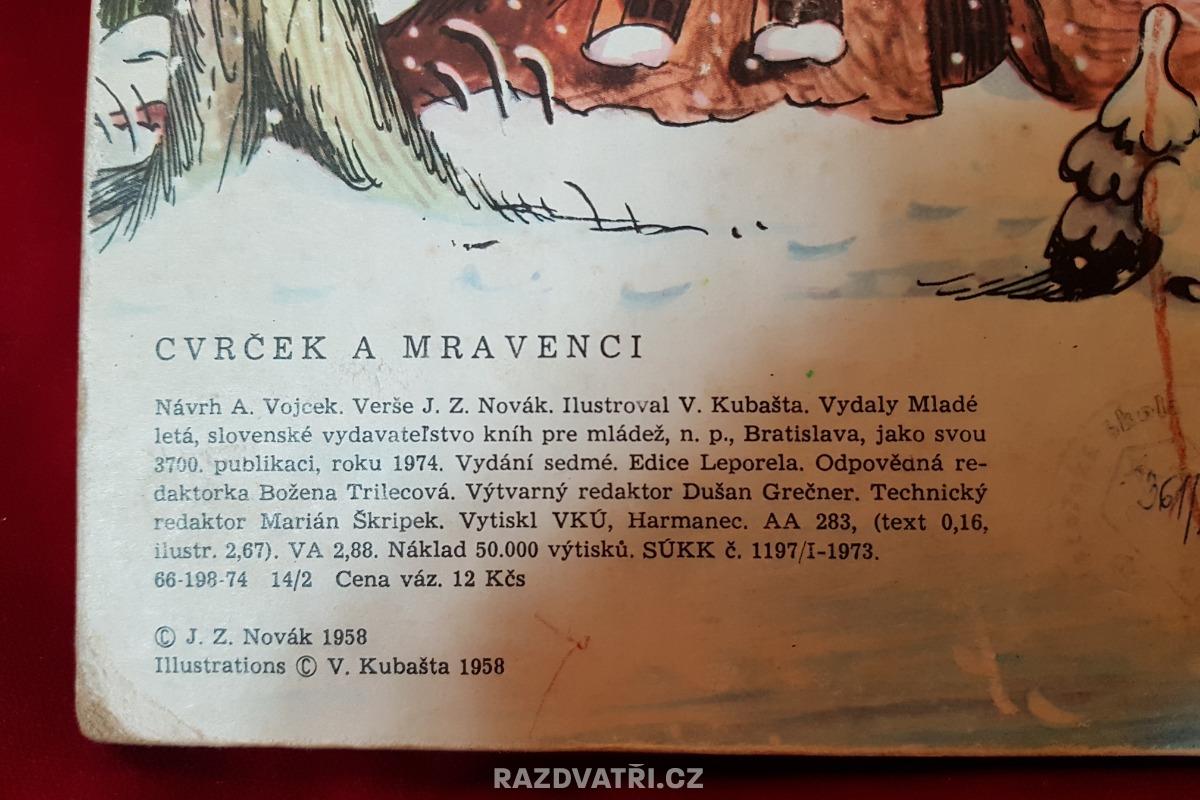 CVRČEK A MRAVENCI
Návrh A. Vojcek. Verše J. Z. Novák. Ilustroval V. Kubašta. Vydaly Mladé
letá, slovenské vydavateľstvo kníh pre mládež, n. p., Bratislava, jako svou
3700. publikaci, roku 1974. Vydání sedmé. Edice Leporela. Odpovědná re-
daktorka Božena Trilecová. Výtvarný redaktor Dušan Grečner. Technický
redaktor Marián Škripek. Vytiskl VKÚ, Harmanec. AA 283, (text 0,16,
ilustr. 2,67). VA 2,88. Náklad 50.000 výtisků. SÚKK č. 1197/I-1973.
66-198-74 14/2 Cena váz. 12 Kčs
© J. Z. Novák 1958
Illustrations © V. Kubašta 1958
RAZDVATŘI.CZ